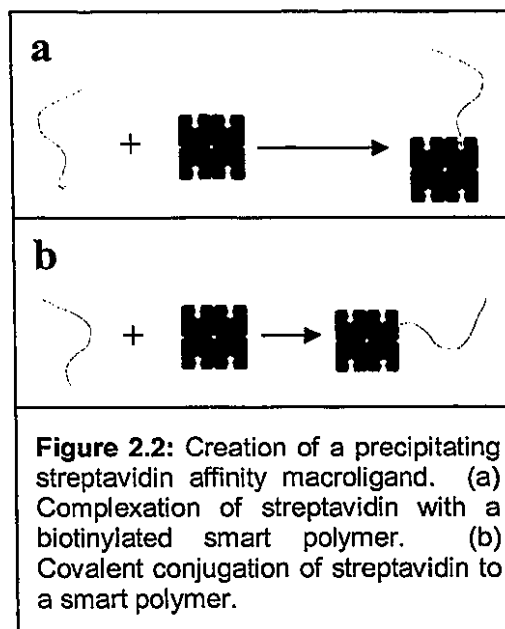 a
+
b
+
Figure 2.2: Creation of a precipitating
streptavidin affinity macroligand. (a)
Complexation of streptavidin with a
biotinylated smart polymer. (b)
Covalent conjugation of streptavidin to
a smart polymer.